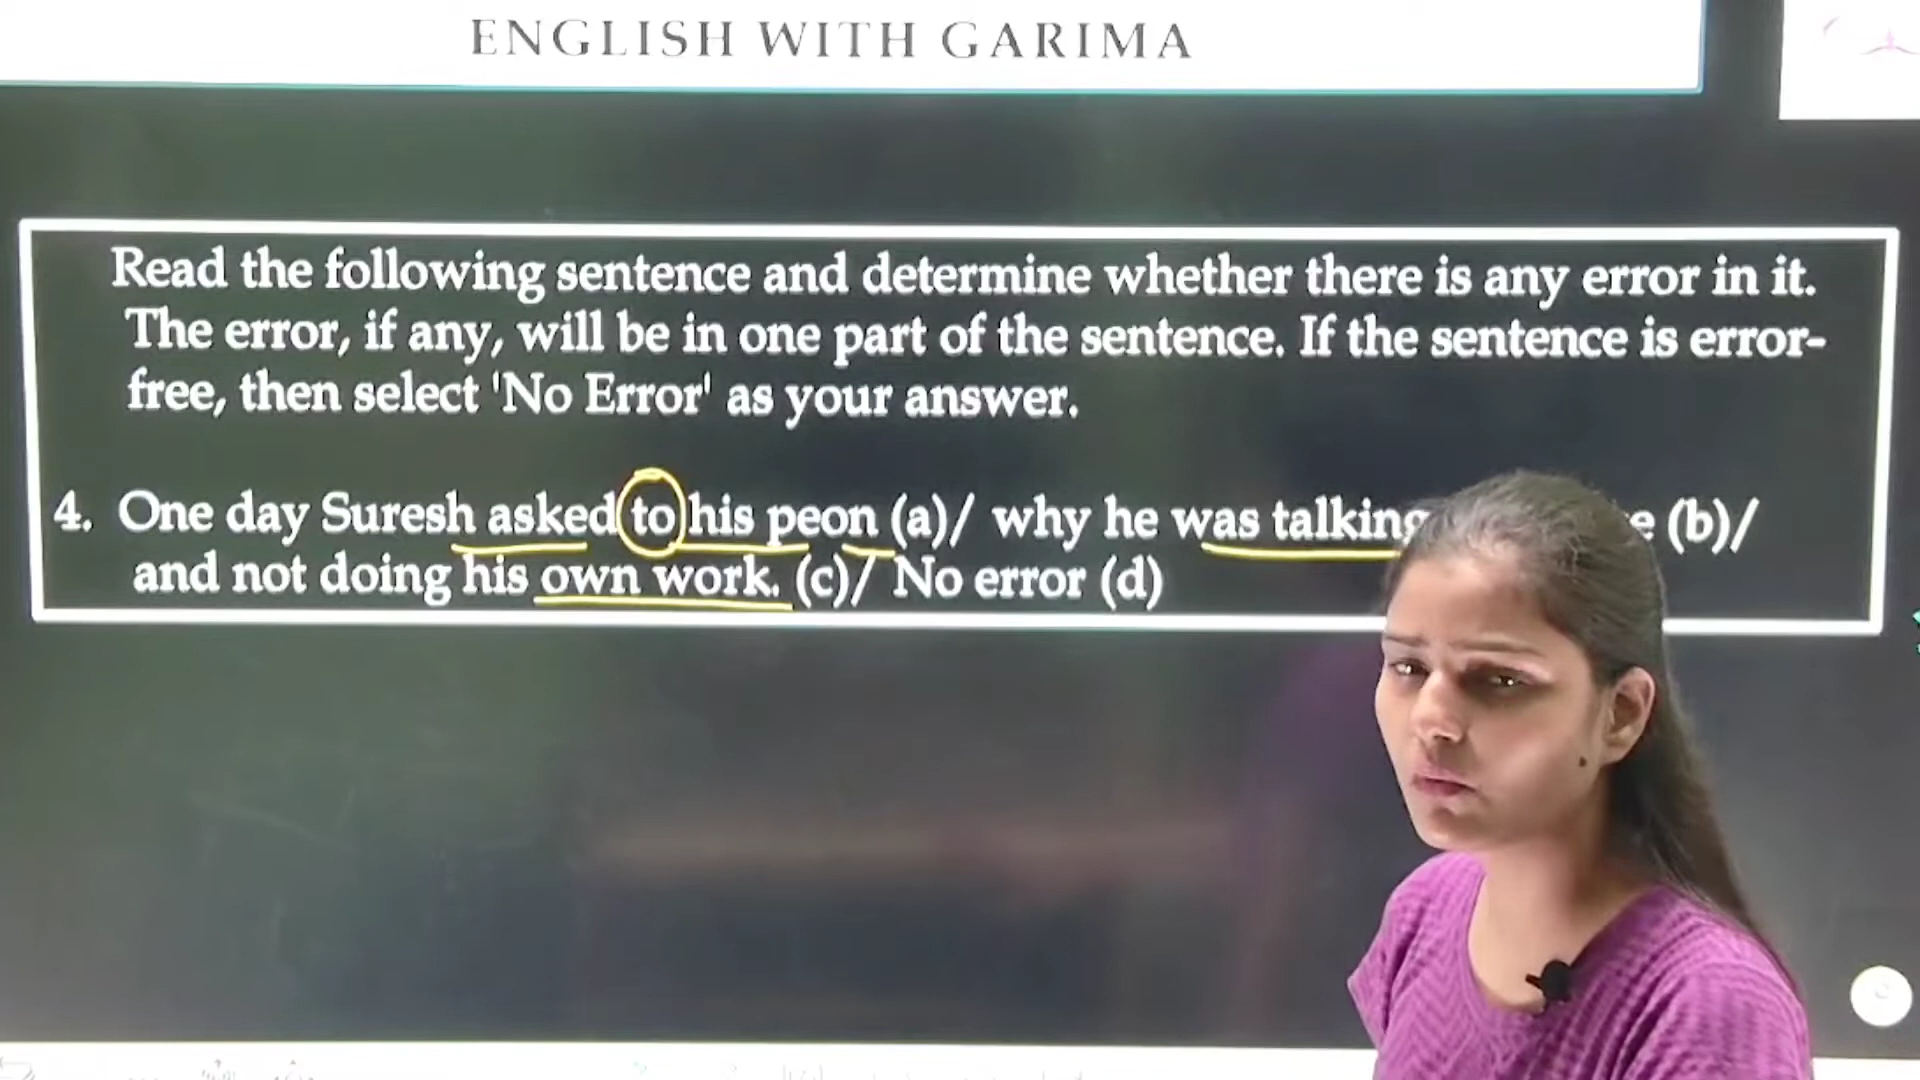 ENGLISH WITH GARIMA
Read the following sentence and determine whether there is any error in it.
The error, if any, will be in one part of the sentence. If the sentence is error-
free, then select 'No Error' as your answer.
4. One day Suresh asked to his peon (a)/ why he was talking (b)/
and not doing his own work. (c)/ No error (d)